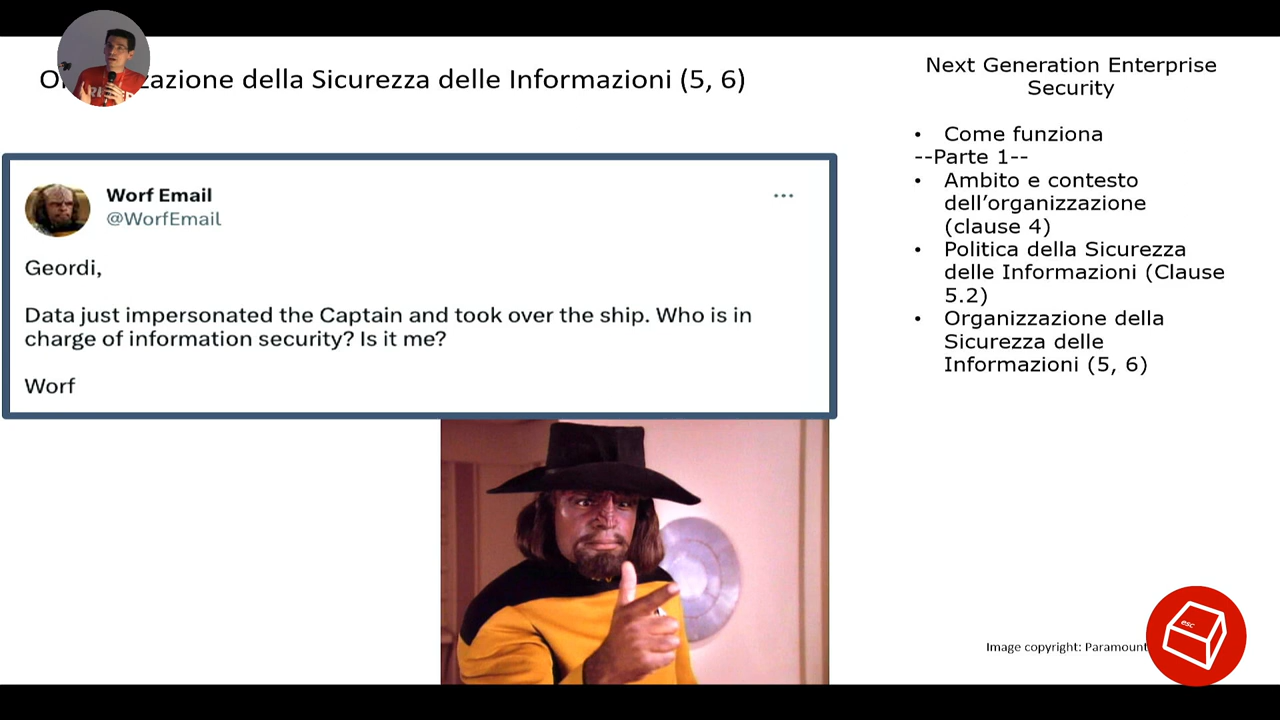 Organizzazione della Sicurezza delle Informazioni (5, 6)
Worf Email
@WorfEmail
...
Geordi,
Data just impersonated the Captain and took over the ship. Who is in
charge of information security? Is it me?
Worf
Next Generation Enterprise
Security
• Come funziona
--Parte 1--
• Ambito e contesto
dell’organizzazione
(clause 4)
• Politica della Sicurezza
delle Informazioni (Clause
5.2)
• Organizzazione della
Sicurezza delle
Informazioni (5, 6)
Image copyright: Paramount
esc